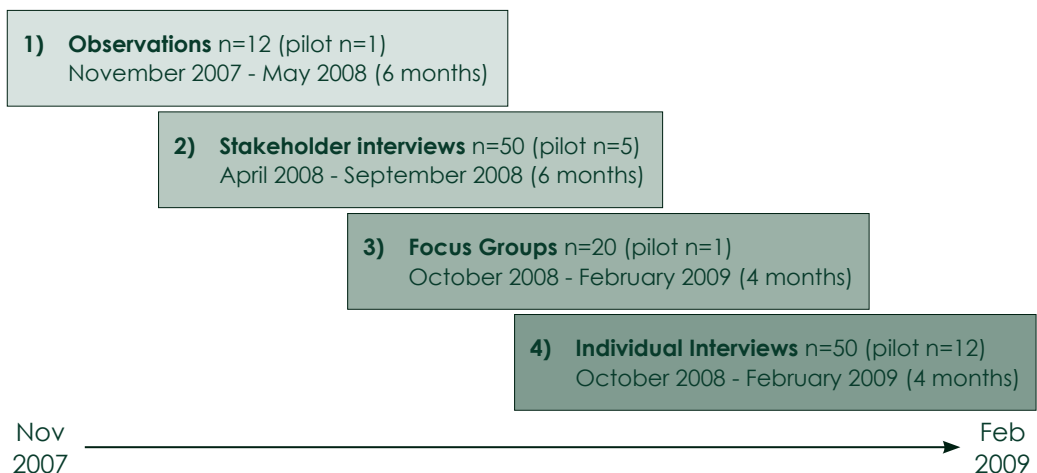 1) Observations n=12 (pilot n=1)
November 2007 - May 2008 (6 months)
2) Stakeholder interviews n=50 (pilot n=5)
April 2008 - September 2008 (6 months)
3) Focus Groups n=20 (pilot n=1)
October 2008 - February 2009 (4 months)
4) Individual Interviews n=50 (pilot n=12)
October 2008 - February 2009 (4 months)
Nov
2007
Feb
2009